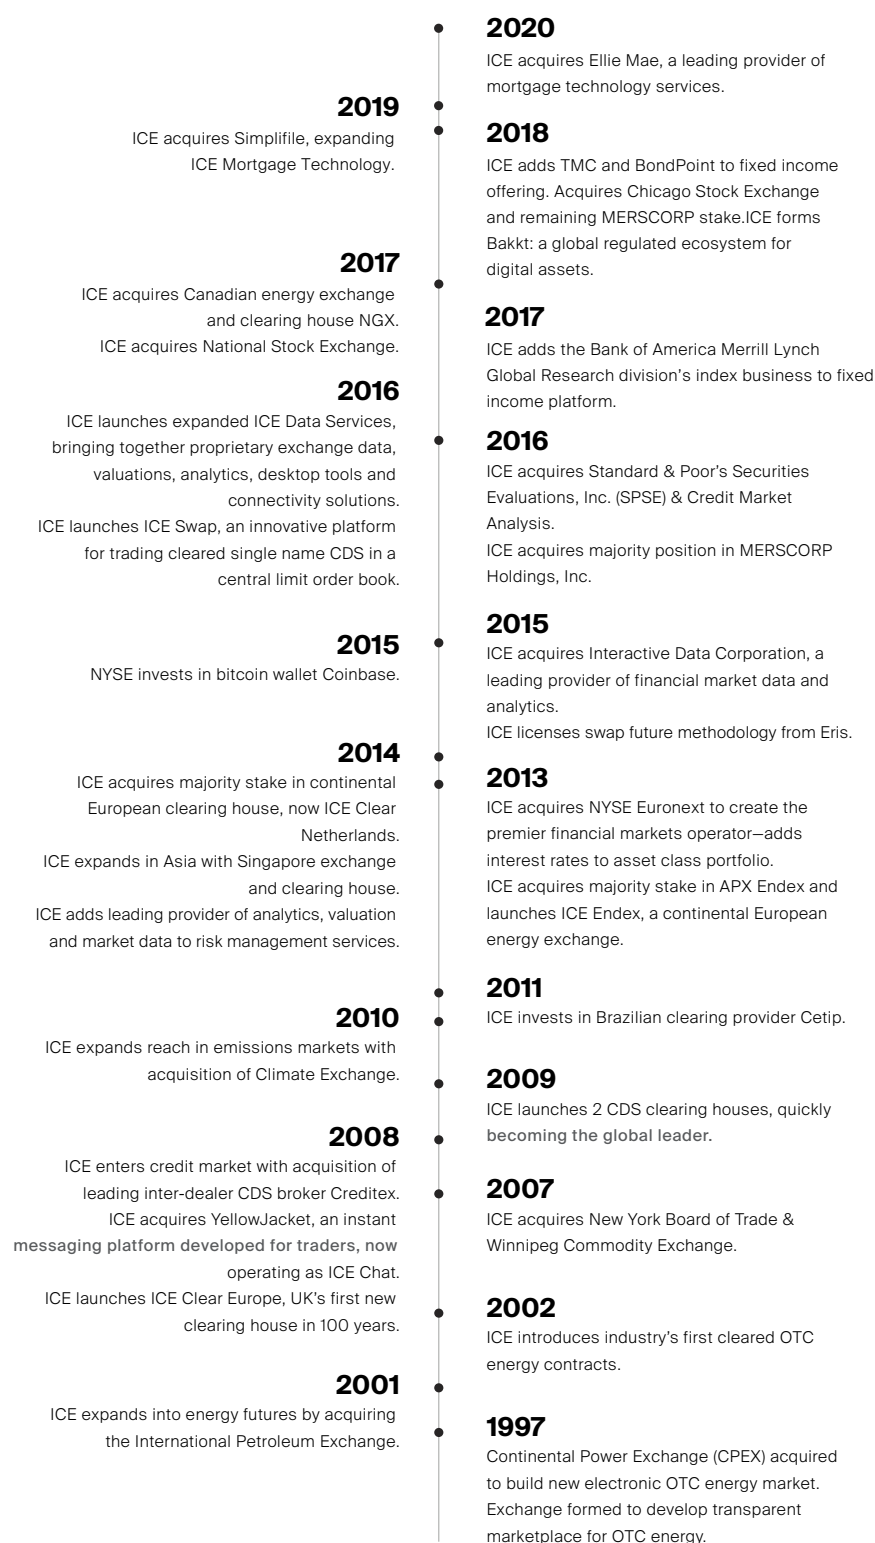 2020
ICE acquires Ellie Mae, a leading provider of
mortgage technology services.
2019
ICE acquires Simplifile, expanding
ICE Mortgage Technology.
2018
ICE adds TMC and BondPoint to fixed income
offering. Acquires Chicago Stock Exchange
and remaining MERSCORP stake.ICE forms
Bakkt: a global regulated ecosystem for
digital assets.
2017
ICE acquires Canadian energy exchange
and clearing house NGX.
ICE acquires National Stock Exchange.
2017
ICE adds the Bank of America Merrill Lynch
Global Research division's index business to fixed
income platform.
2016
ICE launches expanded ICE Data Services,
bringing together proprietary exchange data,
valuations, analytics, desktop tools and
connectivity solutions.
ICE launches ICE Swap, an innovative platform
for trading cleared single name CDS in a
central limit order book.
2016
ICE acquires Standard & Poor's Securities
Evaluations, Inc. (SPSE) & Credit Market
Analysis.
ICE acquires majority position in MERSCORP
Holdings, Inc.
2015
ICE acquires Interactive Data Corporation, a
leading provider of financial market data and
analytics.
ICE licenses swap future methodology from Eris.
2015
NYSE invests in bitcoin wallet Coinbase.
2014
ICE acquires majority stake in continental
European clearing house, now ICE Clear
Netherlands.
ICE expands in Asia with Singapore exchange
and clearing house.
ICE adds leading provider of analytics, valuation
and market data to risk management services.
2013
ICE acquires NYSE Euronext to create the
premier financial markets operator—adds
interest rates to asset class portfolio.
ICE acquires majority stake in APX Endex and
launches ICE Endex, a continental European
energy exchange.
2011
ICE invests in Brazilian clearing provider Cetip.
2010
ICE expands reach in emissions markets with
acquisition of Climate Exchange.
2009
ICE launches 2 CDS clearing houses, quickly
becoming the global leader.
2008
ICE enters credit market with acquisition of
leading inter-dealer CDS broker Creditex.
ICE acquires YellowJacket, an instant
messaging platform developed for traders, now
operating as ICE Chat.
ICE launches ICE Clear Europe, UK's first new
clearing house in 100 years.
2007
ICE acquires New York Board of Trade &
Winnipeg Commodity Exchange.
2002
ICE introduces industry's first cleared OTC
energy contracts.
2001
ICE expands into energy futures by acquiring
the International Petroleum Exchange.
1997
Continental Power Exchange (CPEX) acquired
to build new electronic OTC energy market.
Exchange formed to develop transparent
marketplace for OTC energy.